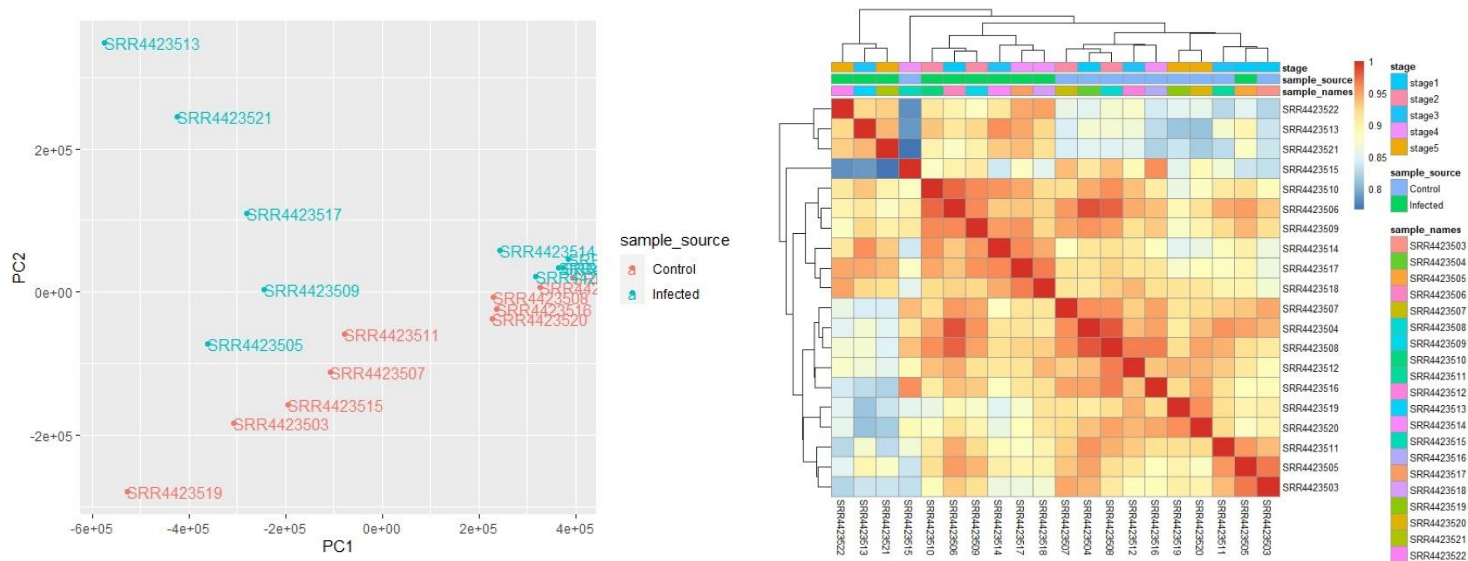 SRR4423513
SRR4423521
SRR4423517
SRR4423514
SRR4423509
SRR4423508
SRR4423516
SRR4423520
SRR4423511
SRR4423505
SRR4423507
SRR4423515
SRR4423503
SRR4423519
2e+05
0e+00
-2e+05
PC2
-6e+05 -4e+05 -2e+05 0e+00 2e+05 4e+05
PC1
sample_source
a Control
a Infected
stage
sample_source
sample_names
SRR4423522
SRR4423513
SRR4423521
SRR4423515
SRR4423510
SRR4423506
SRR4423509
SRR4423514
SRR4423517
SRR4423518
SRR4423507
SRR4423504
SRR4423508
SRR4423512
SRR4423516
SRR4423519
SRR4423520
SRR4423511
SRR4423505
SRR4423503
SRR4423522
SRR4423513
SRR4423521
SRR4423515
SRR4423510
SRR4423506
SRR4423509
SRR4423514
SRR4423517
SRR4423518
SRR4423507
SRR4423504
SRR4423508
SRR4423512
SRR4423516
SRR4423519
SRR4423520
SRR4423511
SRR4423505
SRR4423503
1
0.95
0.9
0.85
0.8
stage
stage1
stage2
stage3
stage4
stage5
sample_source
Control
Infected
sample_names
SRR4423503
SRR4423504
SRR4423505
SRR4423506
SRR4423507
SRR4423508
SRR4423509
SRR4423510
SRR4423511
SRR4423512
SRR4423513
SRR4423514
SRR4423515
SRR4423516
SRR4423517
SRR4423518
SRR4423519
SRR4423520
SRR4423521
SRR4423522